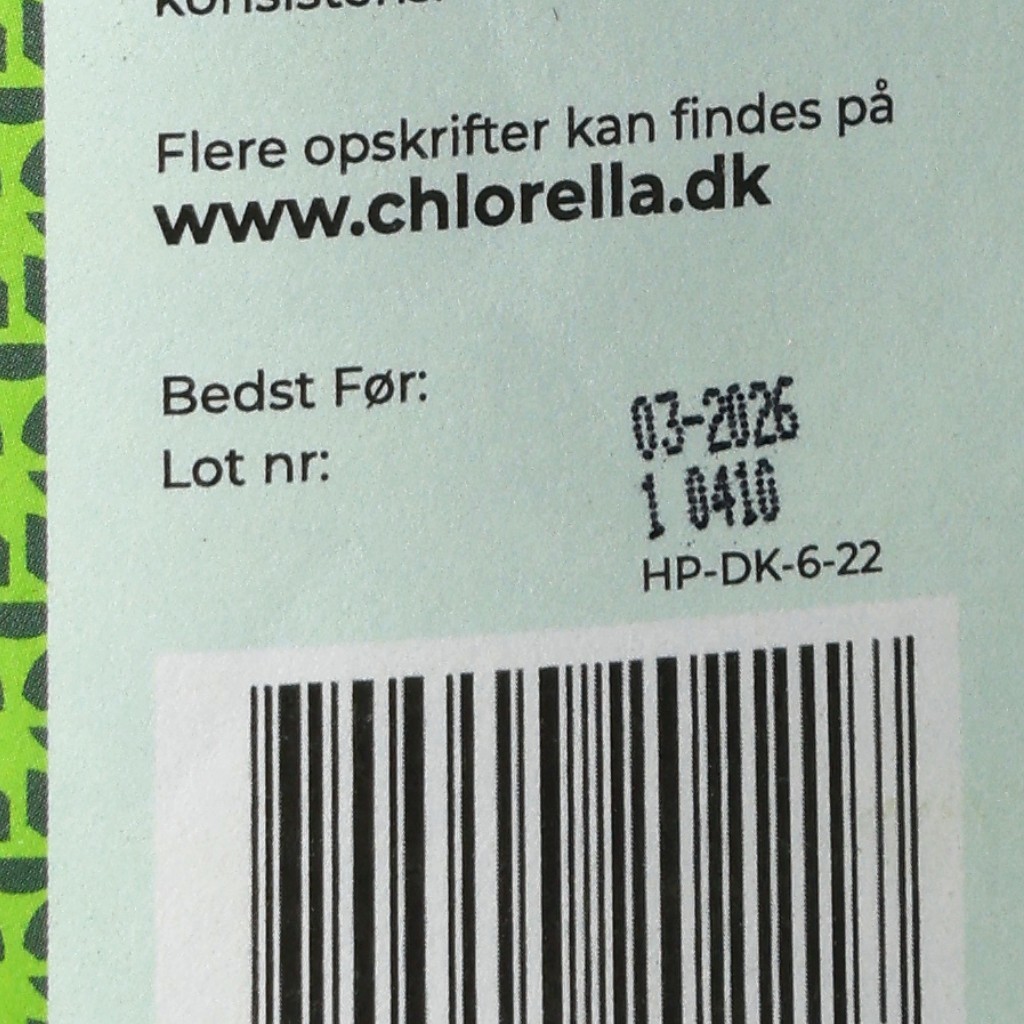 Flere opskrifter kan findes på
www.chlorella.dk
Bedst Før: 03-2026
Lot nr: 1 0410
HP-DK-6-22